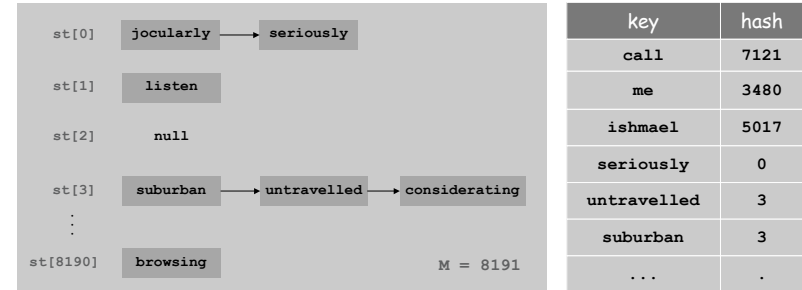 st[0] jocularly seriously
st[1] listen
st[2] null
st[3] suburban untravelled considerating
st[8190] browsing
M = 8191
key hash
call 7121
me 3480
ishmael 5017
seriously 0
untravelled 3
suburban 3
... .